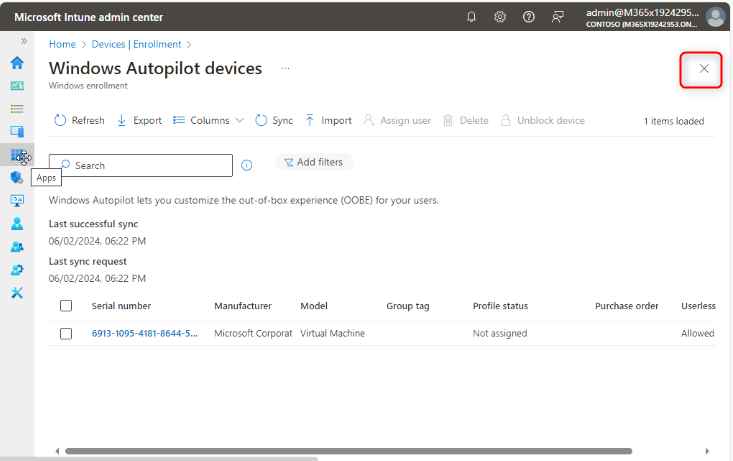 Microsoft Intune admin center
admin@M365x1924295...
CONTOSO (M365X19242953.ON...
Home > Devices | Enrollment >
Windows Autopilot devices ...
Windows enrollment
Refresh Export Columns Sync Import Assign user Delete Unblock device 1 items loaded
Search Add filters
Apps
Windows Autopilot lets you customize the out-of-box experience (OOBE) for your users.
Last successful sync
06/02/2024, 06:22 PM
Last sync request
06/02/2024, 06:22 PM
Serial number Manufacturer Model Group tag Profile status Purchase order Userless
6913-1095-4181-8644-5... Microsoft Corporat Virtual Machine Not assigned Allowed